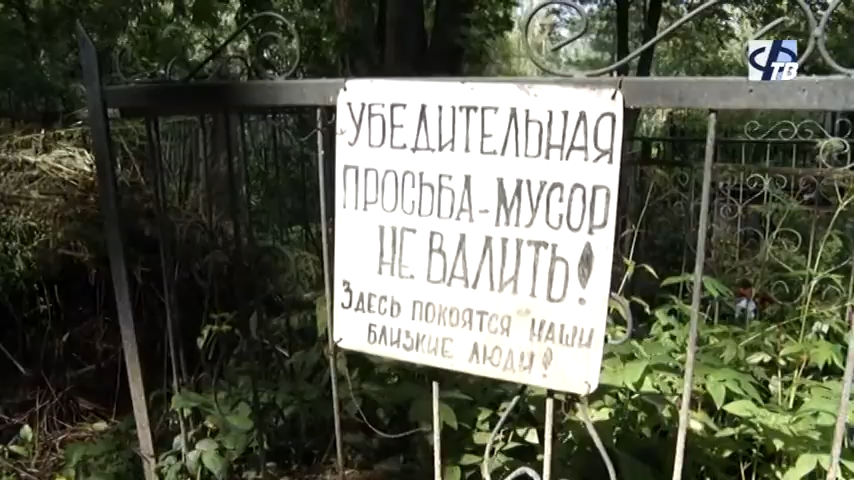 УБЕДИТЕЛЬНАЯ
ПРОСЬБА-МУСОР
НЕ ВАЛИТЬ!
ЗДЕСЬ ПОКОЯТСЯ НАШИ
БЛИЗКИЕ ЛЮДИ!
ТВ